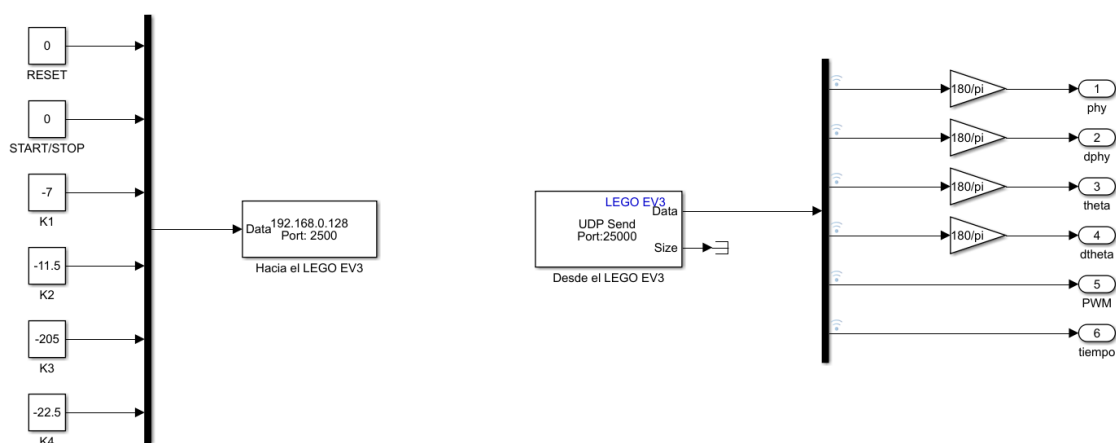 0
RESET
0
START/STOP
-7
K1
-11.5
K2
-205
K3
-22.5
K4
Data
192.168.0.128
Port: 2500
Hacia el LEGO EV3
LEGO EV3
Data
UDP Send
Port:25000
Size
Desde el LEGO EV3
180/pi
1
phy
180/pi
2
dphy
180/pi
3
theta
180/pi
4
dtheta
5
PWM
6
tiempo